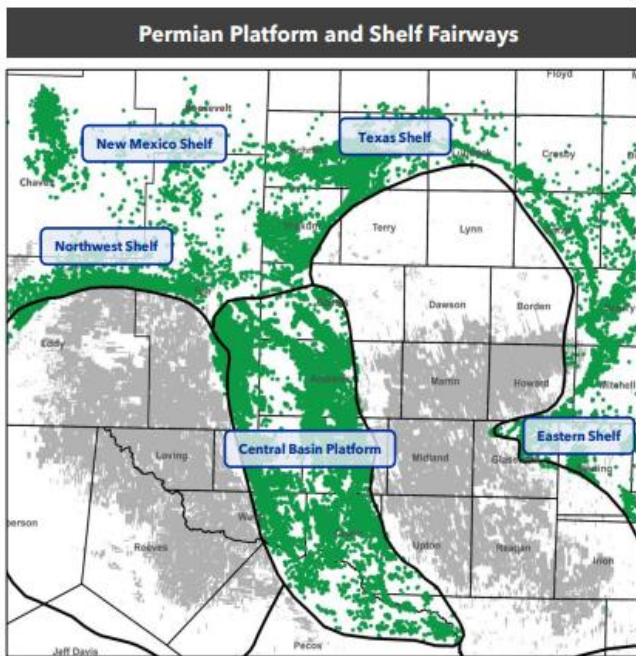 Permian Platform and Shelf Fairways
Floyd
Roosevelt
New Mexico Shelf
Texas Shelf
Crosby
Chaves
Terry
Lynn
Northwest Shelf
Dawson
Borden
Eddy
Martin
Howard
Mitchell
Central Basin Platform
Eastern Shelf
Loving
Midland
Reeves
Upton
Reagan
Irion
Pecos
Jeff Davis